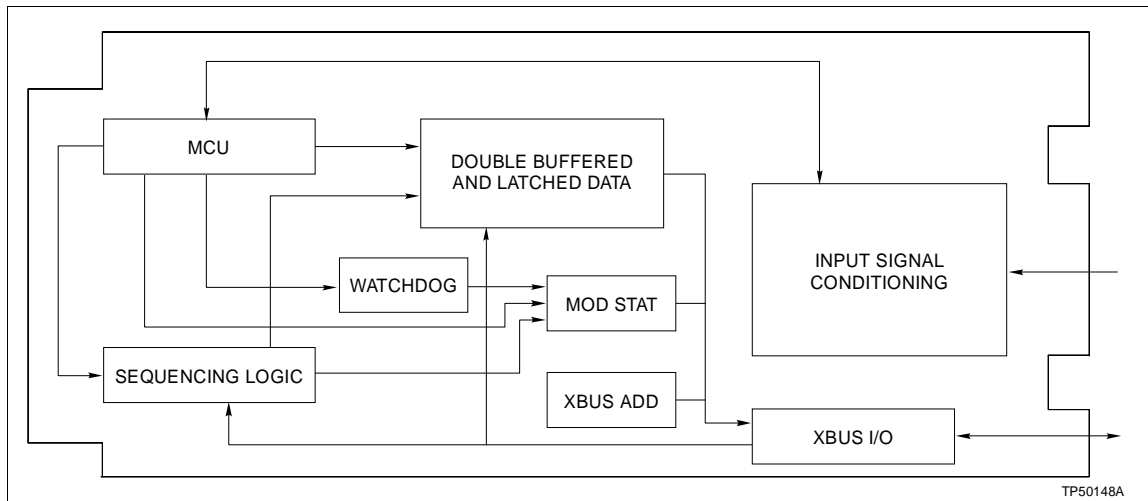 MCU
DOUBLE BUFFERED
AND LATCHED DATA
INPUT SIGNAL
CONDITIONING
WATCHDOG
MOD STAT
SEQUENCING LOGIC
XBUS ADD
XBUS I/O
TP50148A